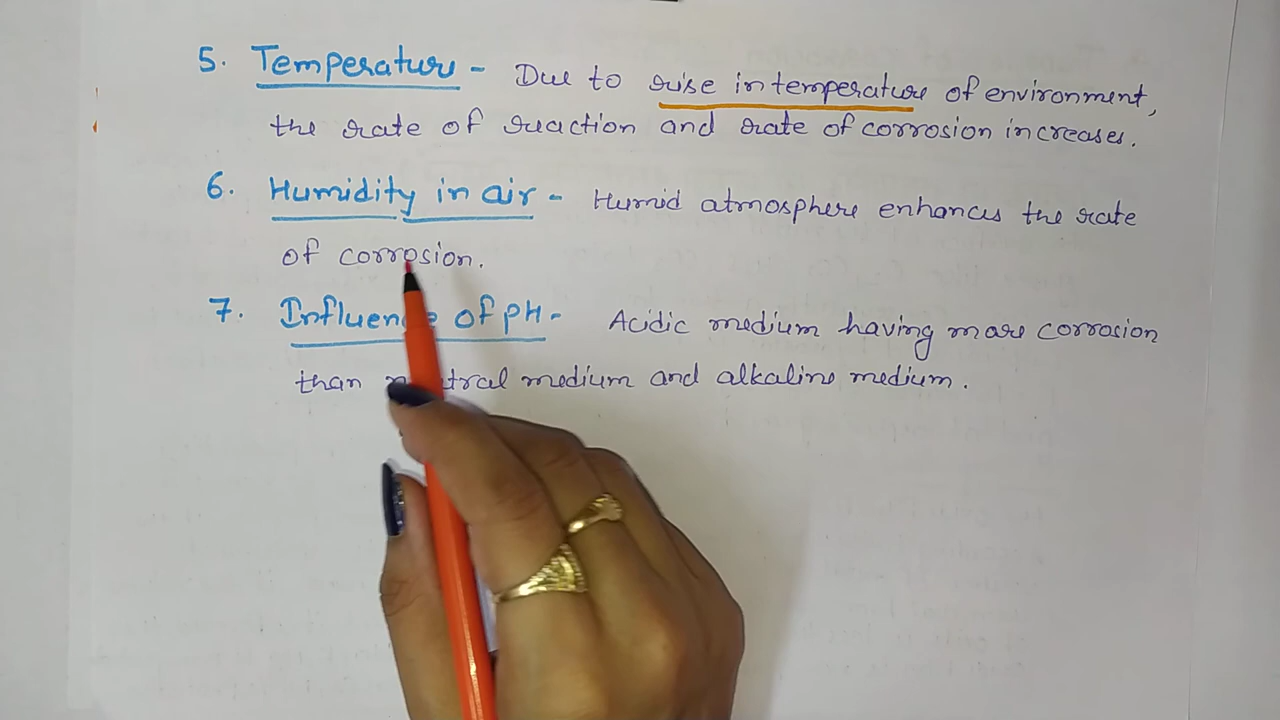 5. Temperature - Due to rise in temperature of environment,
the rate of reaction and rate of corrosion increases.
6. Humidity in air - Humid atmosphere enhances the rate
of corrosion.
7. Influence of pH - Acidic medium having more corrosion
than neutral medium and alkaline medium.